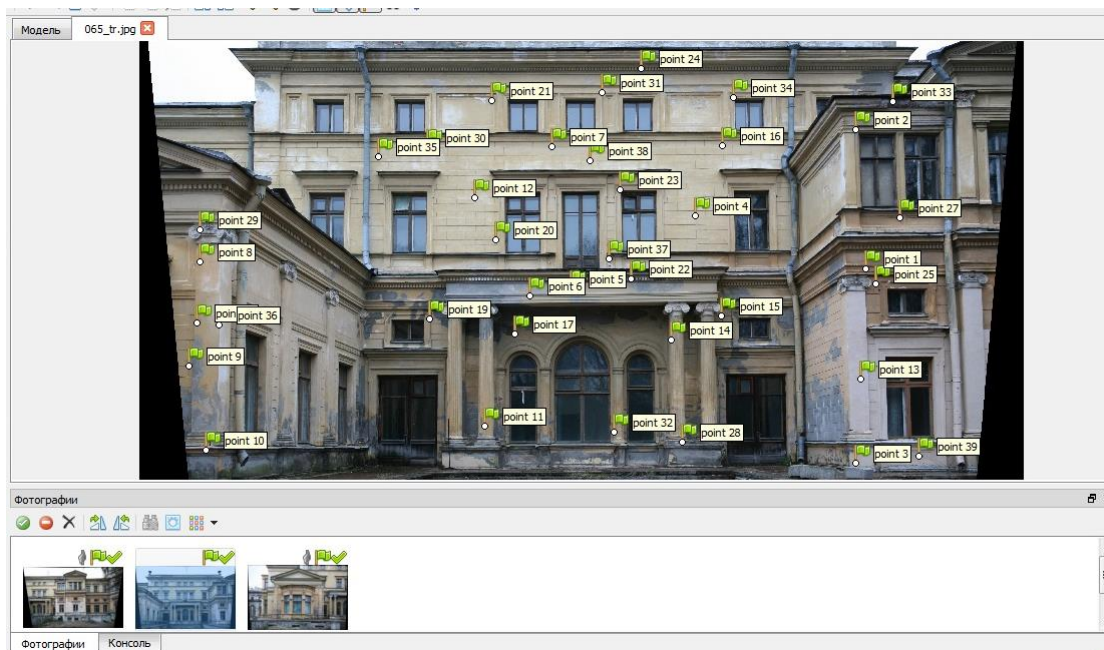 Модель 065_tr.jpg
point 24
point 31
point 21
point 34
point 33
point 2
point 7
point 16
point 30
point 35
point 38
point 23
point 12
point 4
point 27
point 29
point 20
point 8
point 37
point 1
point 22
point 25
point 5
point 6
point 19
point 15
point 36
point 17
point 14
point 9
point 13
point 11
point 32
point 28
point 10
point 39
point 3
Фотографии
Фотографии Консоль